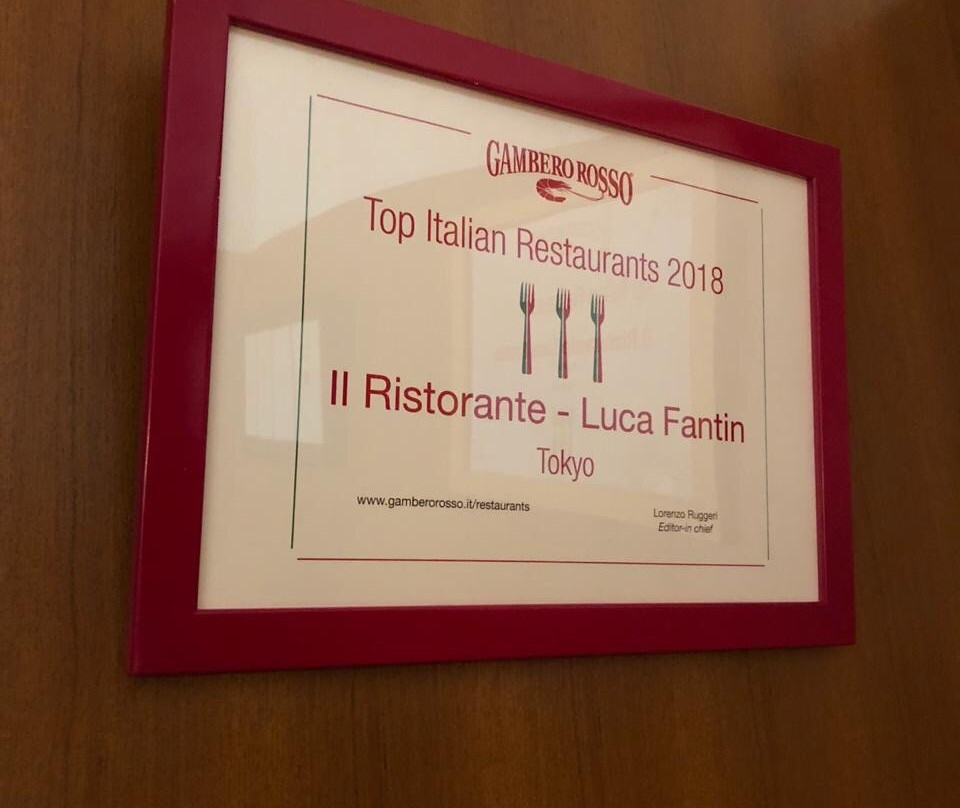 GAMBERO ROSSO
Top Italian Restaurants 2018
Il Ristorante - Luca Fantin
Tokyo
www.gamberorosso.it/restaurants
Lorenzo Ruggeri
Editor-in chief